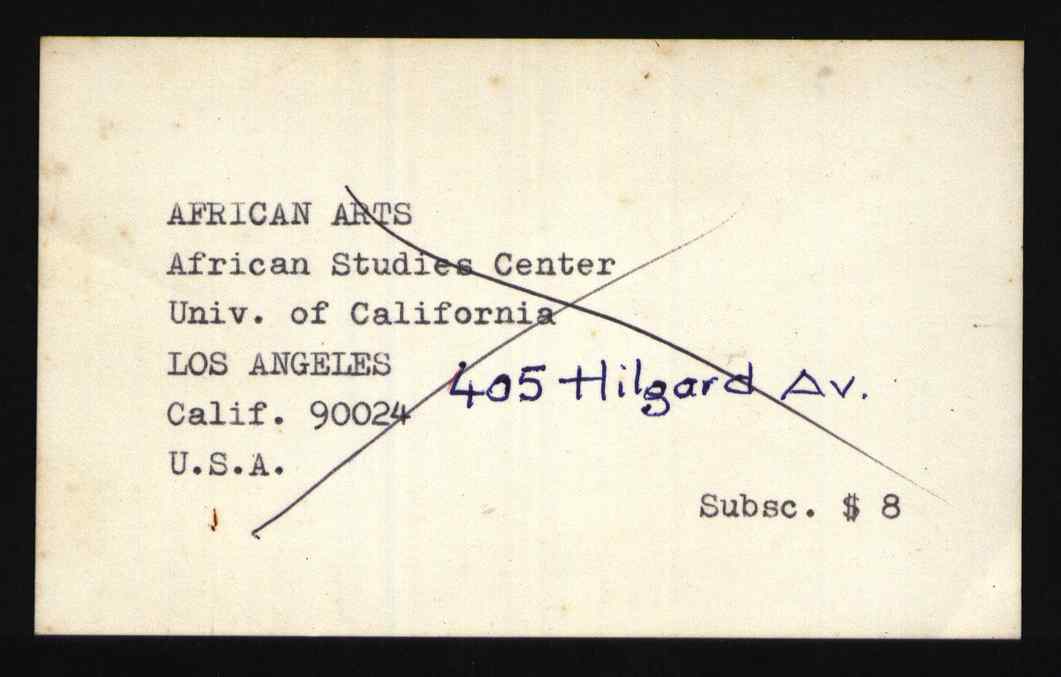 AFRICAN ARTS
African Studies Center
Univ. of California
LOS ANGELES
405 Hilgard Av.
Calif. 90024
U.S.A.
Subsc. $ 8